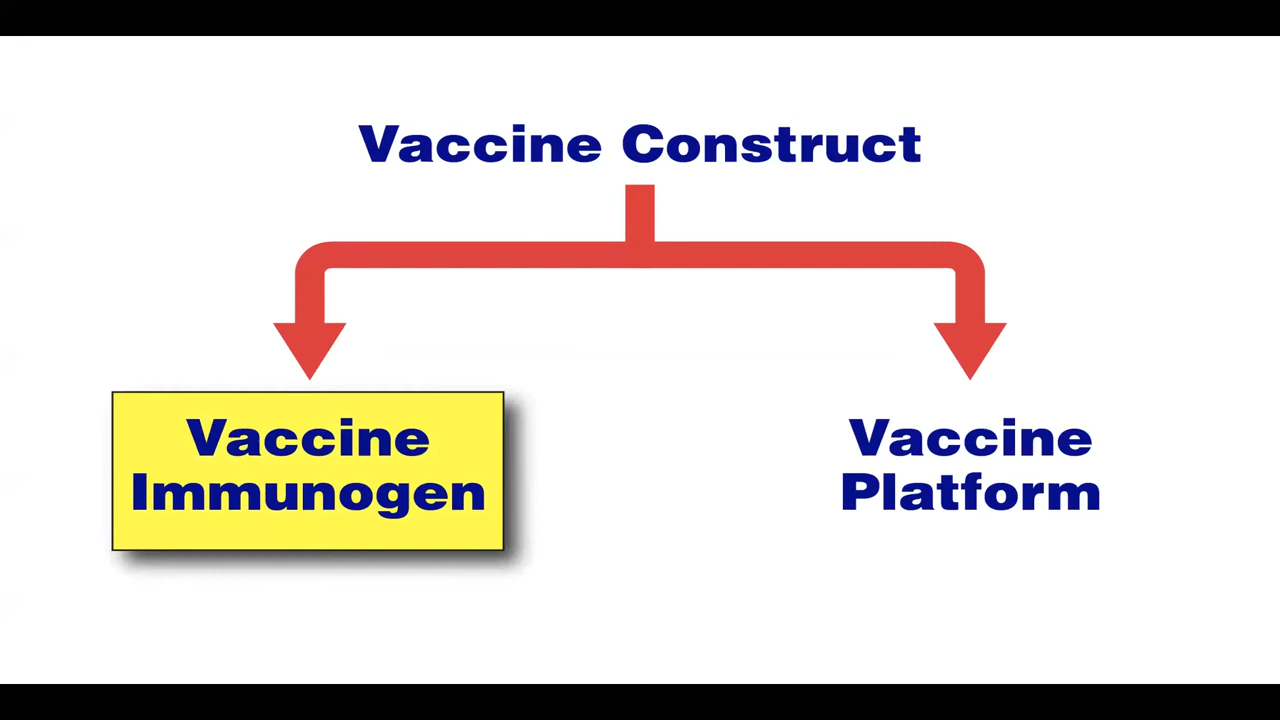 Vaccine Construct
Vaccine
Immunogen
Vaccine
Platform